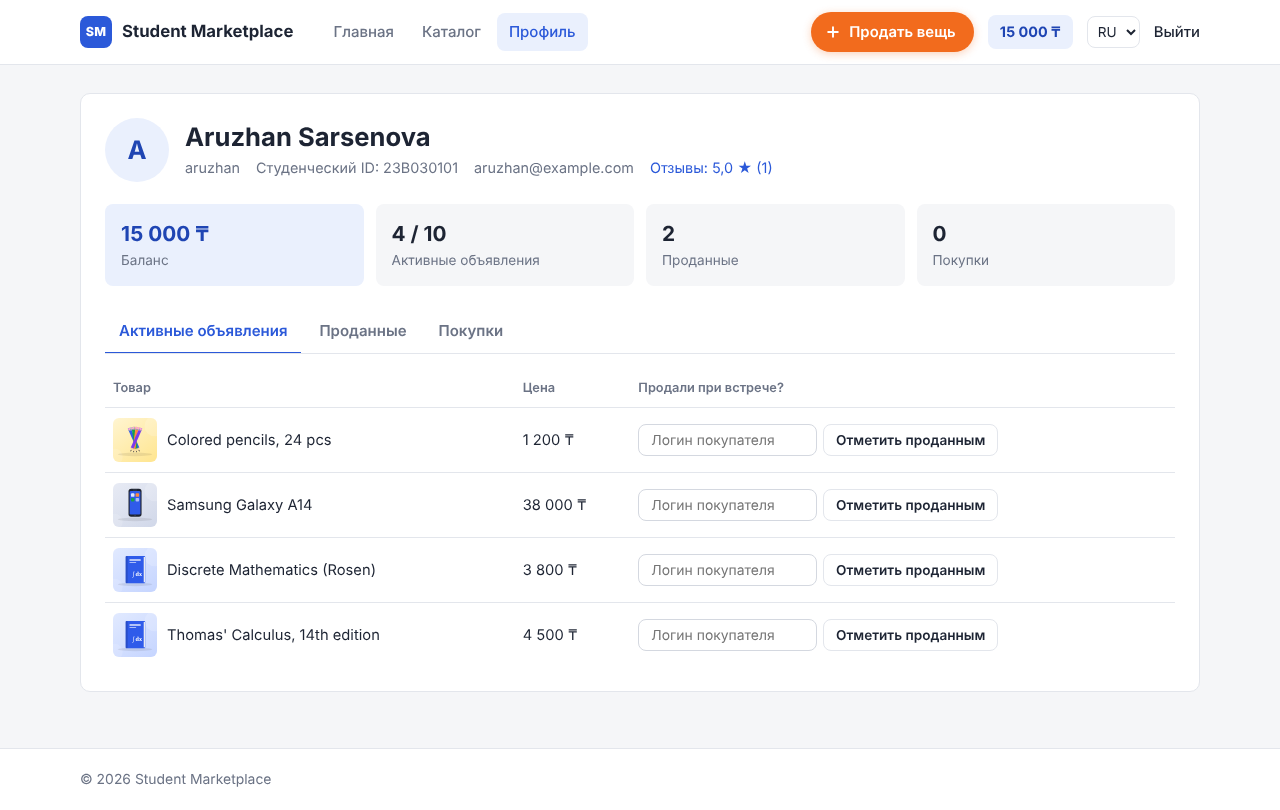 SM Student Marketplace Главная Каталог Профиль + Продать вещь 15 000 ₸ RU Выйти
A
Aruzhan Sarsenova
aruzhan Студенческий ID: 23B030101 aruzhan@example.com Отзывы: 5,0 ★ (1)
15 000 ₸
Баланс
4 / 10
Активные объявления
2
Проданные
0
Покупки
Активные объявления Проданные Покупки
Товар Цена Продали при встрече?
Colored pencils, 24 pcs 1 200 ₸ Логин покупателя Отметить проданным
Samsung Galaxy A14 38 000 ₸ Логин покупателя Отметить проданным
Discrete Mathematics (Rosen) 3 800 ₸ Логин покупателя Отметить проданным
Thomas' Calculus, 14th edition 4 500 ₸ Логин покупателя Отметить проданным
© 2026 Student Marketplace